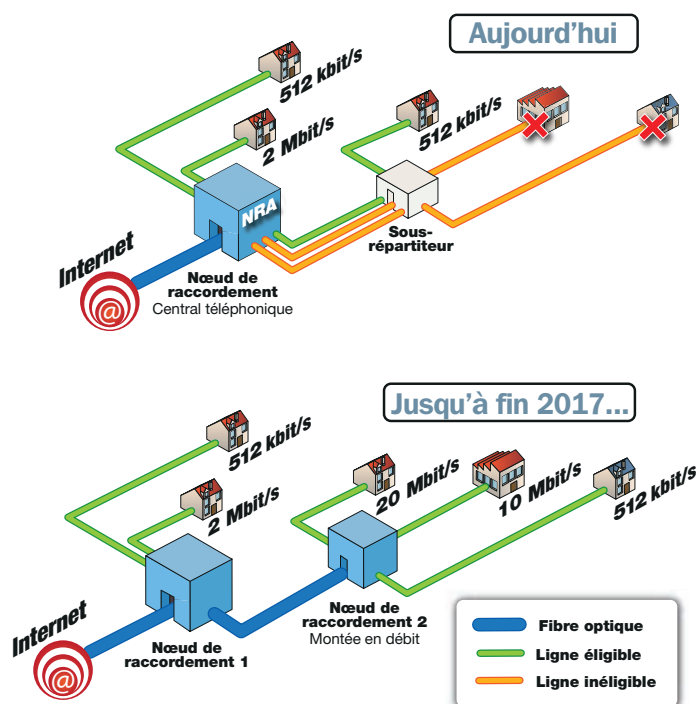 Aujourd'hui
512 kbit/s
2 Mbit/s
512 kbit/s
NRA
Sous-
répartiteur
Internet
@
Nœud de
raccordement
Central téléphonique
Jusqu'à fin 2017...
512 kbit/s
2 Mbit/s
20 Mbit/s
10 Mbit/s
512 kbit/s
Internet
@
Nœud de
raccordement 1
Nœud de
raccordement 2
Montée en débit
Fibre optique
Ligne éligible
Ligne inéligible